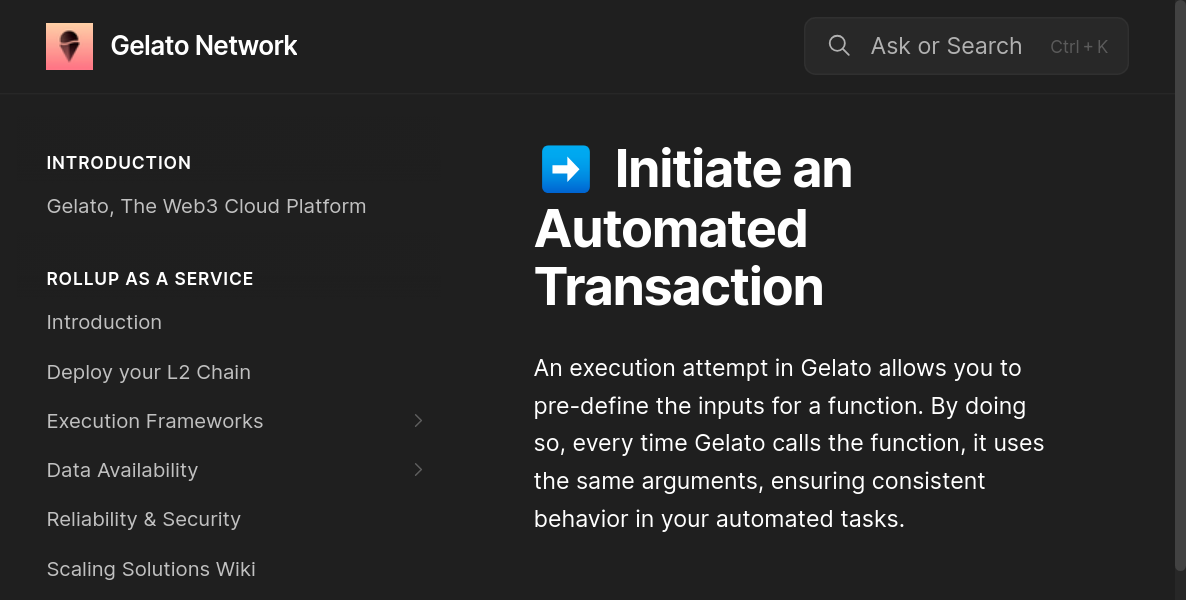 Gelato Network
Ask or Search Ctrl + K
INTRODUCTION
Gelato, The Web3 Cloud Platform
ROLLUP AS A SERVICE
Introduction
Deploy your L2 Chain
Execution Frameworks
Data Availability
Reliability & Security
Scaling Solutions Wiki
➡️ Initiate an
Automated
Transaction
An execution attempt in Gelato allows you to
pre-define the inputs for a function. By doing
so, every time Gelato calls the function, it uses
the same arguments, ensuring consistent
behavior in your automated tasks.